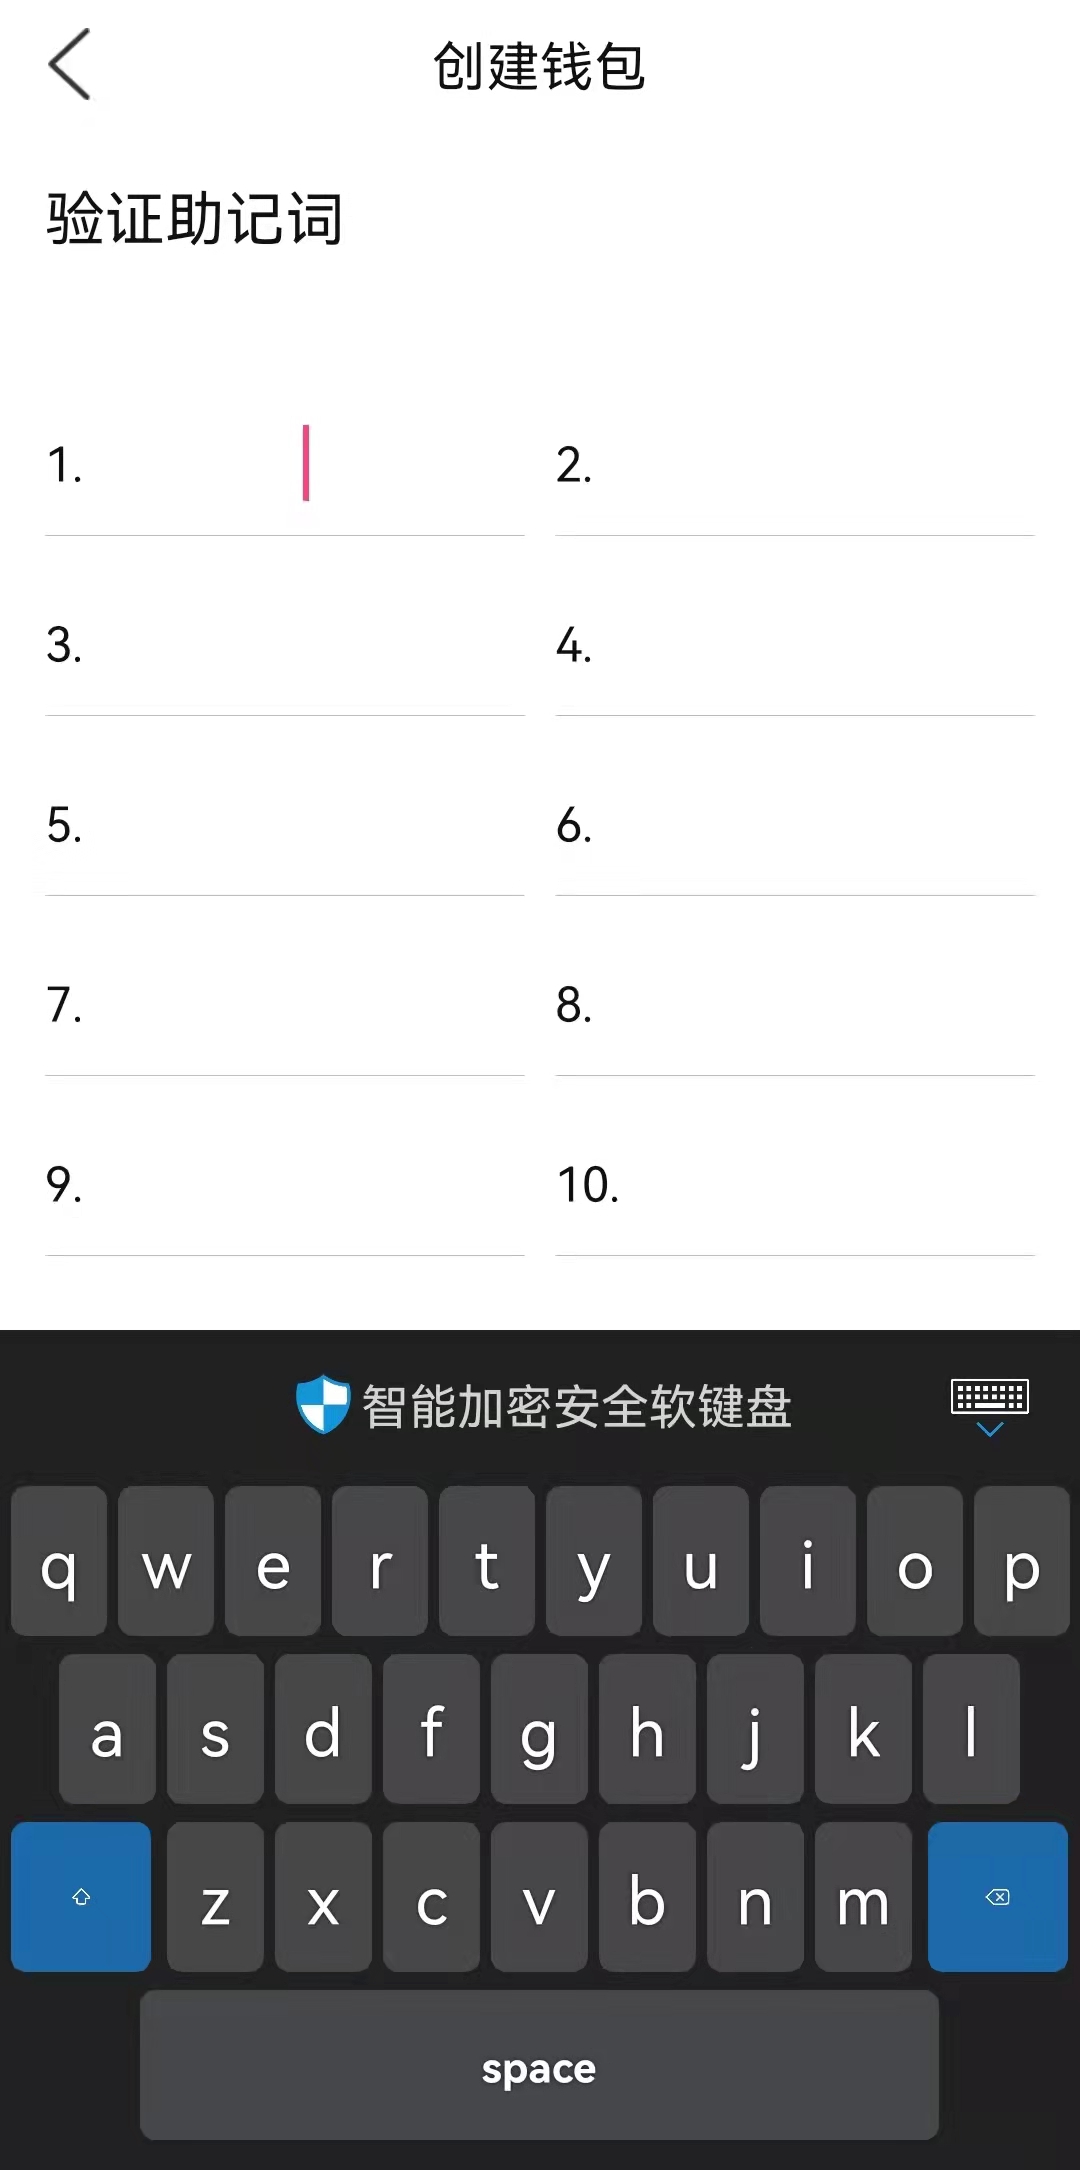 创建钱包
验证助记词
1. 2.
3. 4.
5. 6.
7. 8.
9. 10.
智能加密安全软键盘
q w e r t y u i o p
a s d f g h j k l
z x c v b n m
space